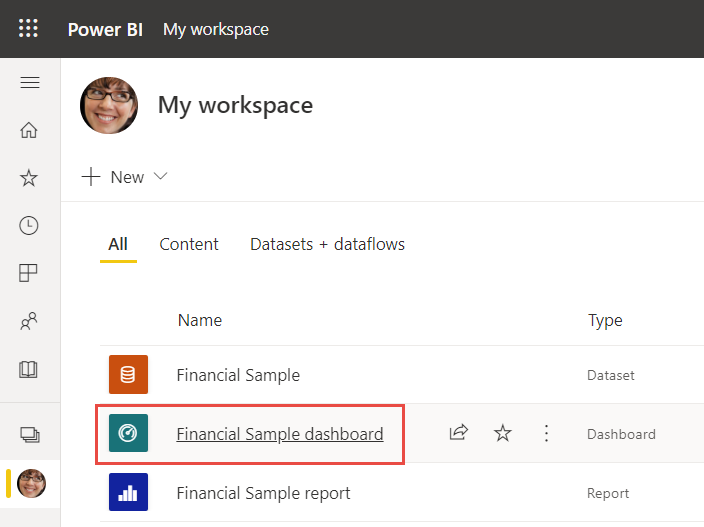 Power BI My workspace
My workspace
New
All Content Datasets + dataflows
Name Type
Financial Sample Dataset
Financial Sample dashboard Dashboard
Financial Sample report Report